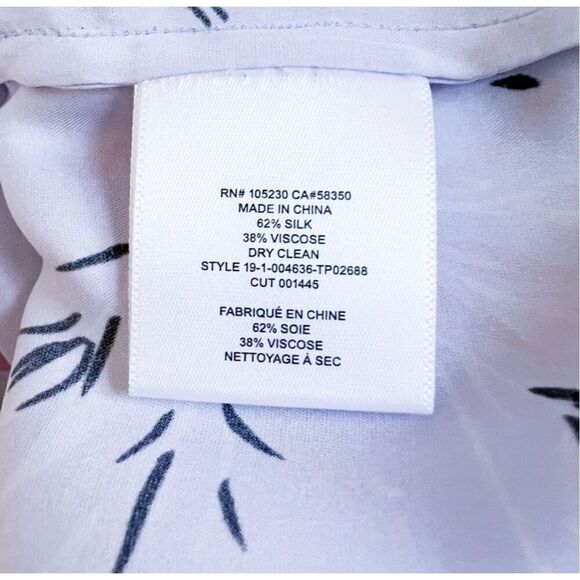 RN# 105230 CA#58350
MADE IN CHINA
62% SILK
38% VISCOSE
DRY CLEAN
STYLE 19-1-004636-TP02688
CUT 001445
FABRIQUÉ EN CHINE
62% SOIE
38% VISCOSE
NETTOYAGE À SEC